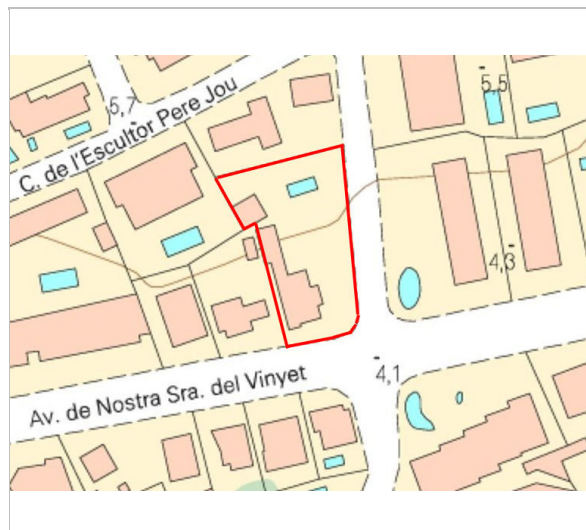 5,5
5,7
C. de l'Escultor Pere Jou
4,3
4,1
Av. de Nostra Sra. del Vinyet